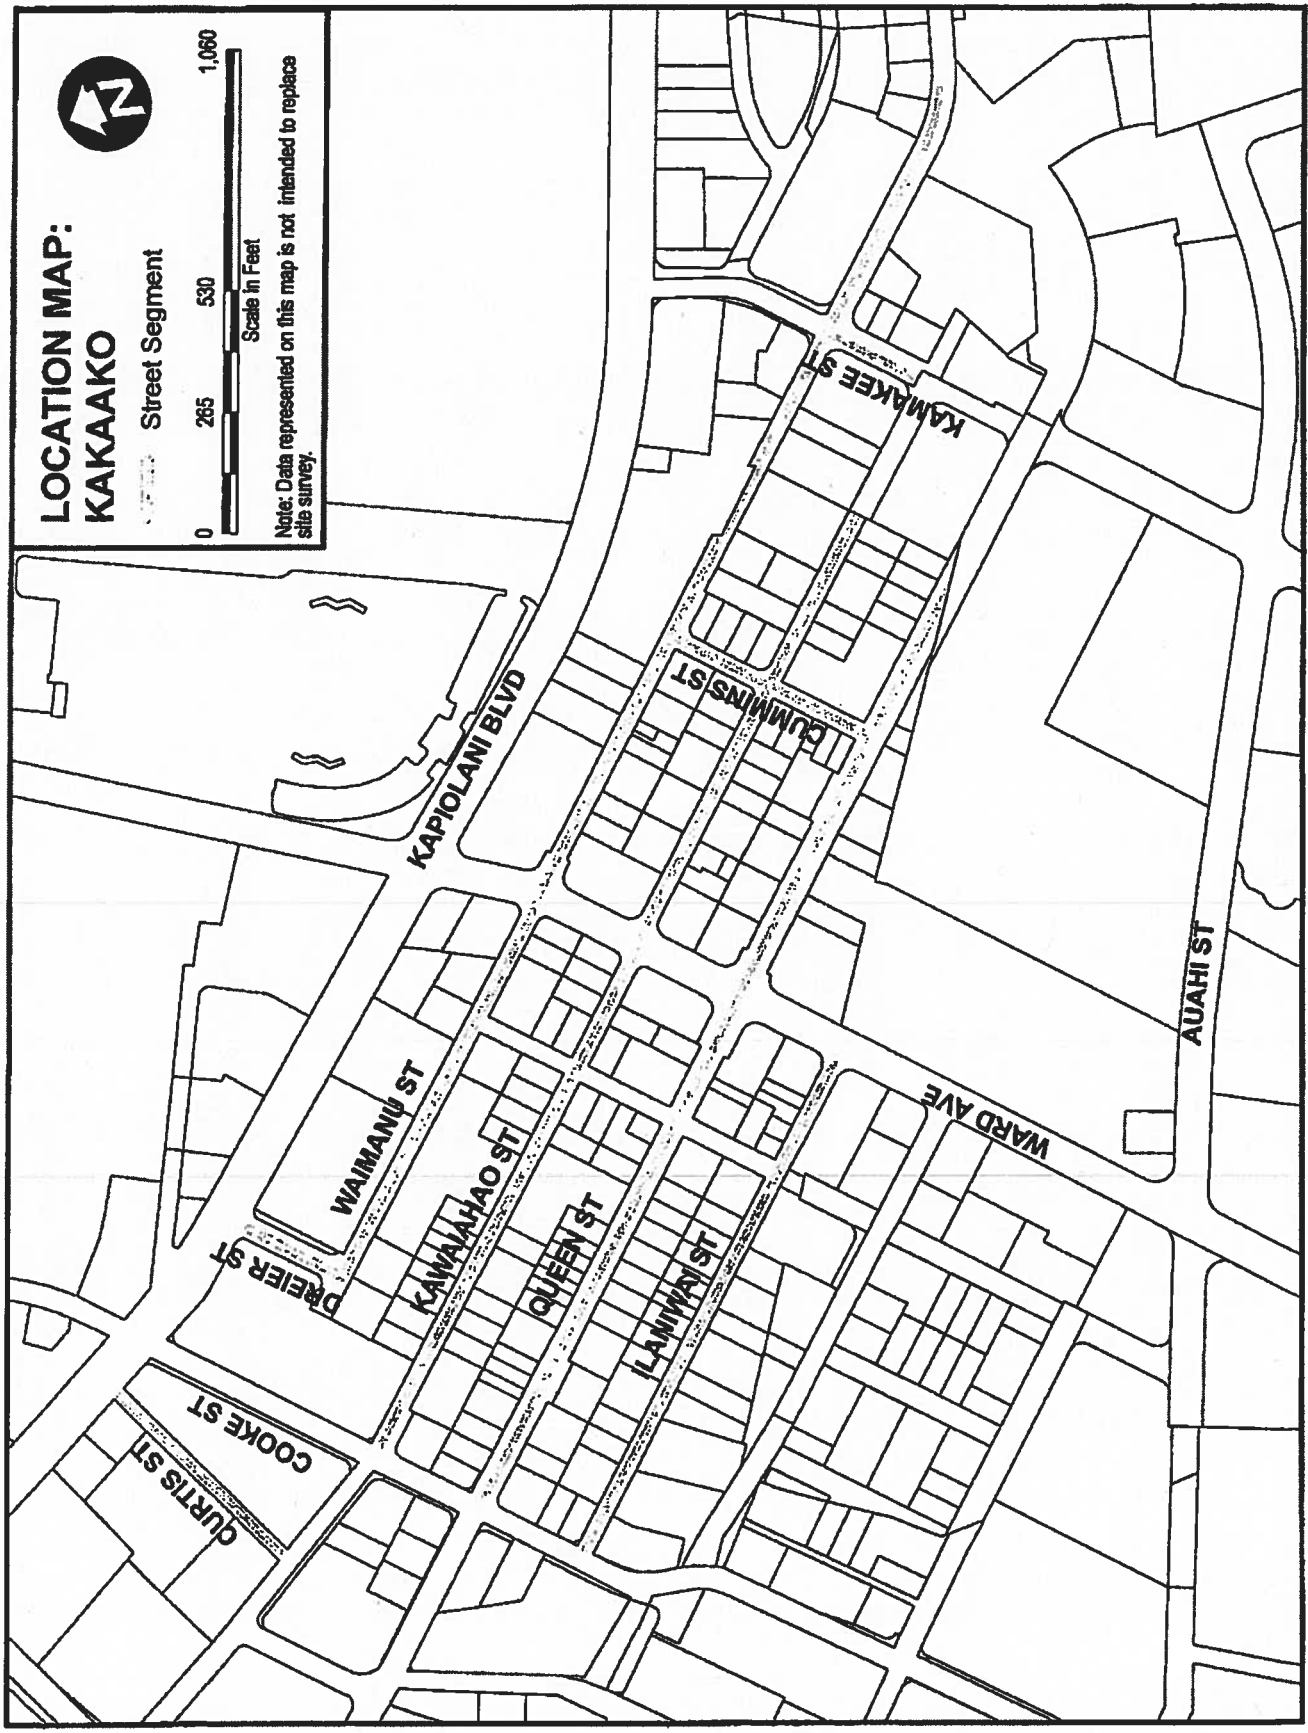 LOCATION MAP:
KAKAAKO
N
Street Segment
0 265 530 1,060
Scale in Feet
Note: Data represented on this map is not intended to replace
site survey.
KAPIOLANI BLVD
KAMAKEE ST
CUMMINS ST
WAIMANU ST
DREIER ST
KAWAIAHAO ST
QUEEN ST
ILANIWAI ST
COOKE ST
CURTIS ST
WARD AVE
AUAHI ST